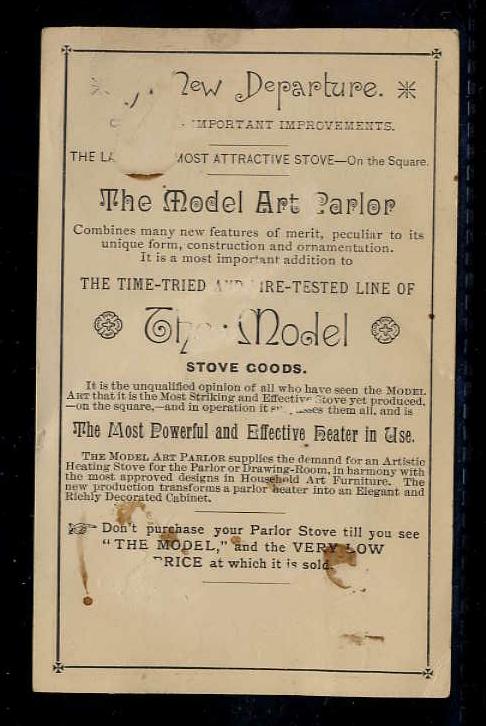 New Departure.
IMPORTANT IMPROVEMENTS.
THE MOST ATTRACTIVE STOVE—On the Square.
The Model Art Parlor
Combines many new features of merit, peculiar to its
unique form, construction and ornamentation.
It is a most important addition to
THE TIME-TRIED AND FIRE-TESTED LINE OF
The Model
STOVE GOODS.
It is the unqualified opinion of all who have seen the MODEL
ART that it is the Most Striking and Effective Stove yet produced,
—on the square,—and in operation it them all, and is
The Most Powerful and Effective Heater in Use.
THE MODEL ART PARLOR supplies the demand for an Artistic
Heating Stove for the Parlor or Drawing-Room, in harmony with
the most approved designs in Household Art Furniture. The
new production transforms a parlor heater into an Elegant and
Richly Decorated Cabinet.
Don't purchase your Parlor Stove till you see
"THE MODEL," and the VERY LOW
PRICE at which it is sold.